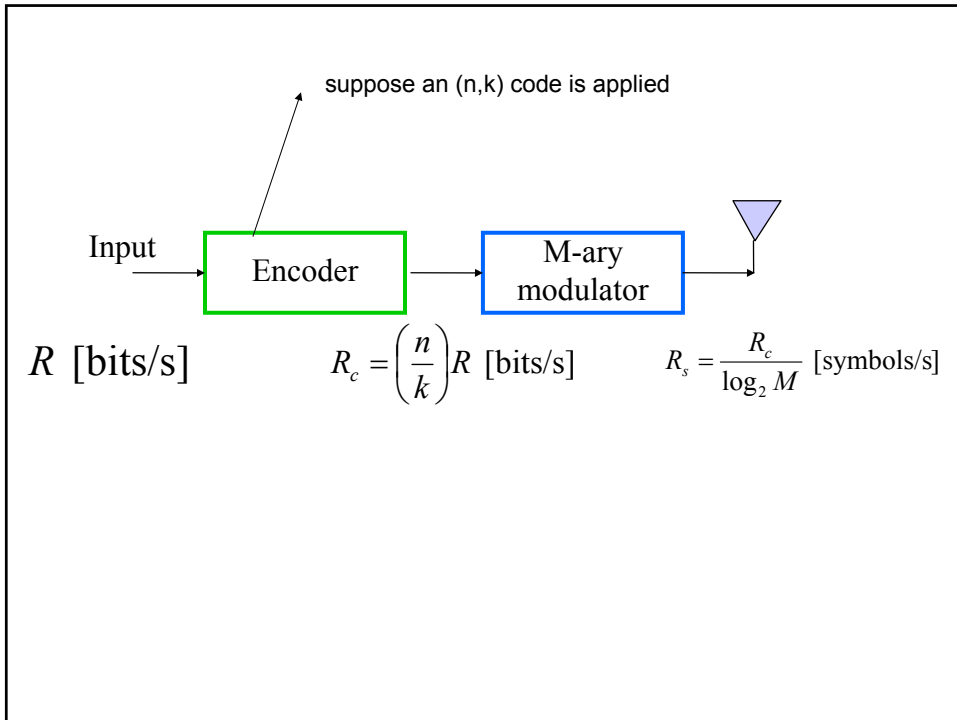 suppose an (n,k) code is applied
Input
Encoder
M-ary
modulator
R [bits/s]
R_c = (n/k) R [bits/s]
R_s = R_c / log_2 M [symbols/s]